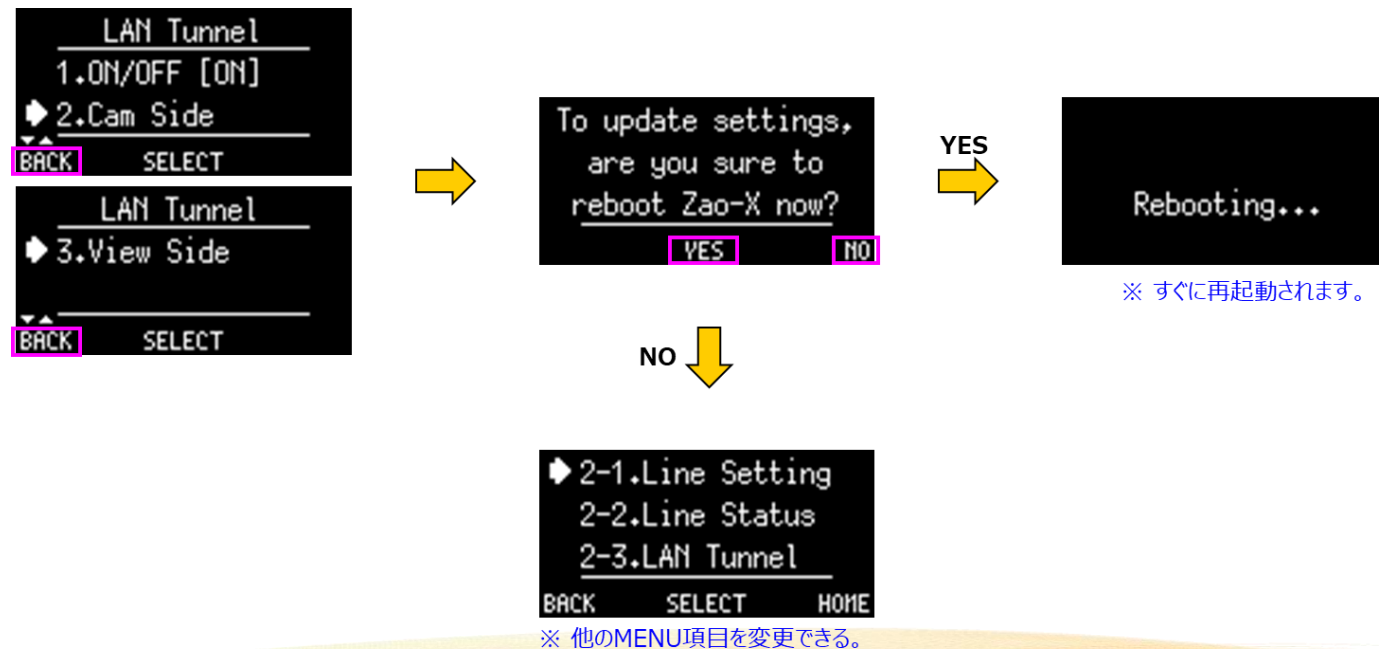 LAN Tunnel
1.ON/OFF [ON]
2.Cam Side
BACK SELECT
LAN Tunnel
3.View Side
BACK SELECT
To update settings,
are you sure to
reboot Zao-X now?
YES NO
YES
Rebooting...
※ すぐに再起動されます。
NO
2-1.Line Setting
2-2.Line Status
2-3.LAN Tunnel
BACK SELECT HOME
※ 他のMENU項目を変更できる。